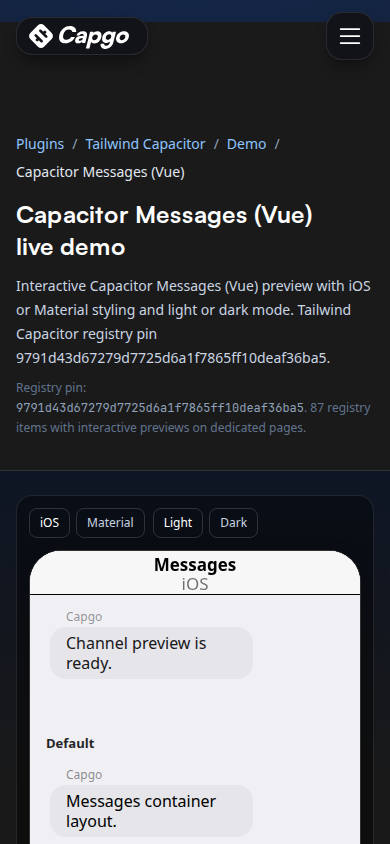 Capgo
Plugins / Tailwind Capacitor / Demo /
Capacitor Messages (Vue)
Capacitor Messages (Vue)
live demo
Interactive Capacitor Messages (Vue) preview with iOS
or Material styling and light or dark mode. Tailwind
Capacitor registry pin
9791d43d67279d7725d6a1f7865ff10deaf36ba5.
Registry pin:
9791d43d67279d7725d6a1f7865ff10deaf36ba5. 87 registry
items with interactive previews on dedicated pages.
iOS Material Light Dark
Messages
iOS
Capgo
Channel preview is
ready.
Default
Capgo
Messages container
layout.